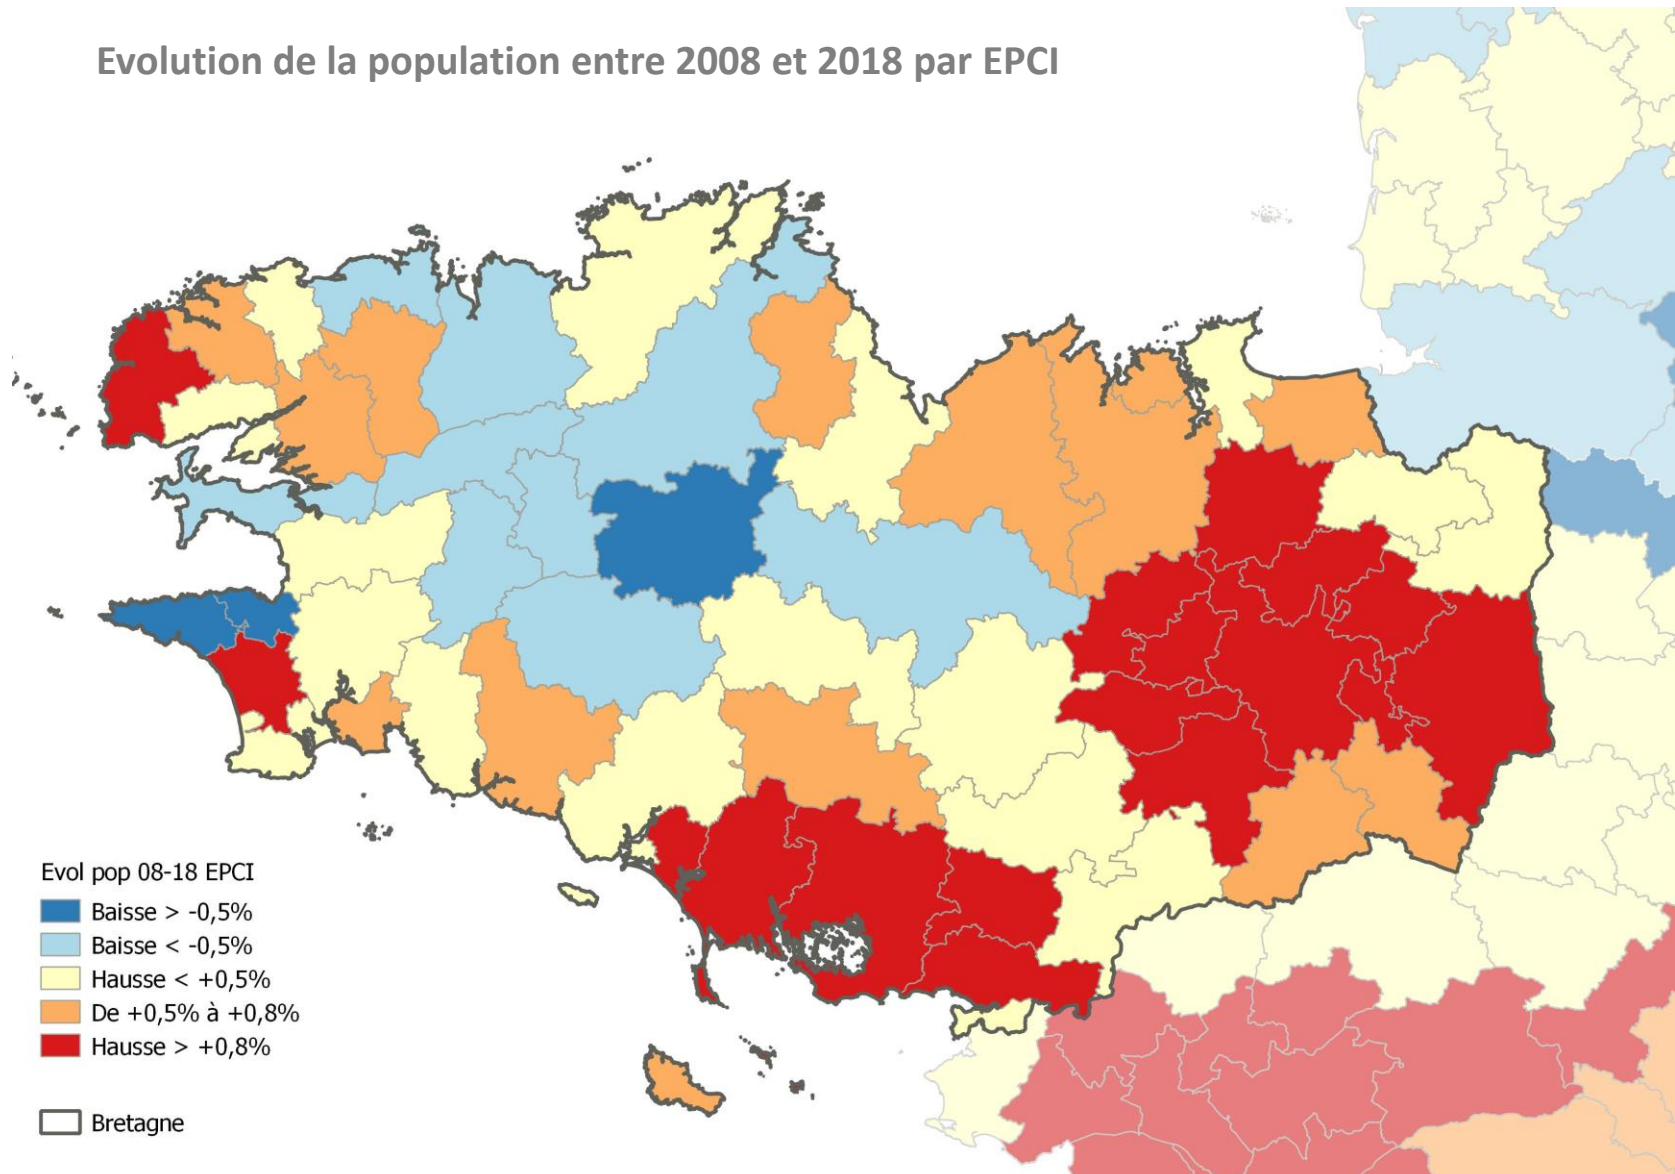 Evolution de la population entre 2008 et 2018 par EPCI
Evol pop 08-18 EPCI
Baisse > -0,5%
Baisse < -0,5%
Hausse < +0,5%
De +0,5% à +0,8%
Hausse > +0,8%
Bretagne